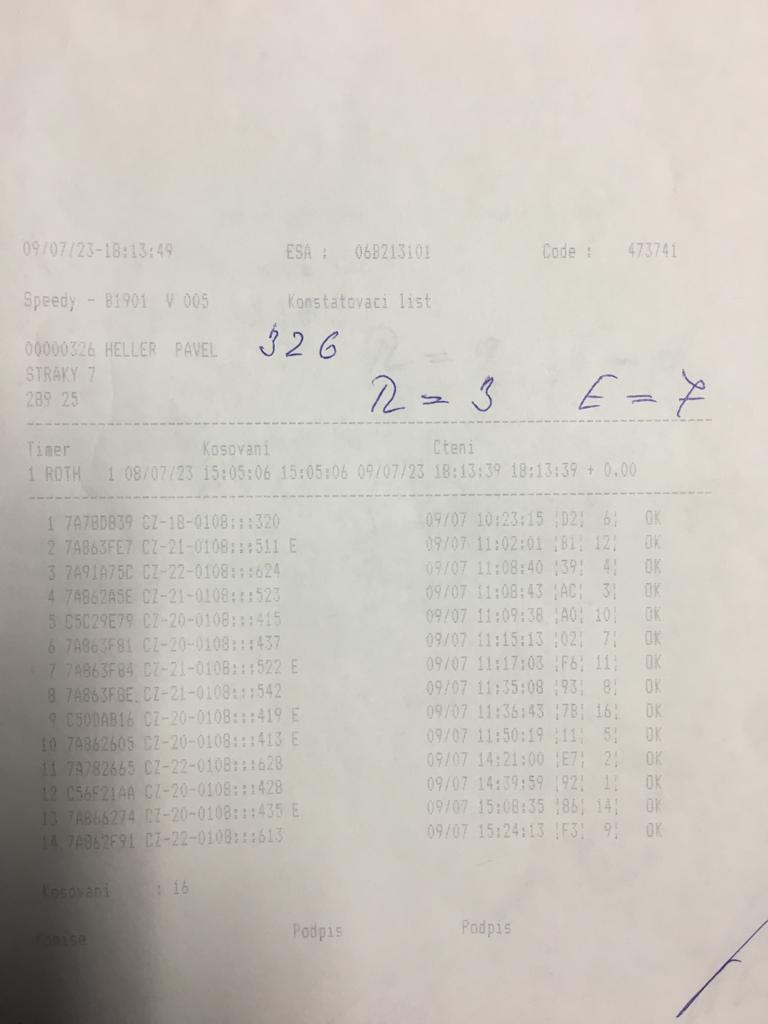 09/07/23-18:13:49 ESA : 06B213101 Code : 473741
Speedy - B1901 V 005 Konstatovaci list
00000326 HELLER PAVEL 326
STRAKY 7
289 25 R = 3 E = 7
Timer Kosovani Cteni
1 ROTH 1 08/07/23 15:05:06 15:05:06 09/07/23 18:13:39 18:13:39 + 0.00
1 7A78D839 CZ-18-0108:::320 09/07 10:23:15 ¦D2¦ 6¦ OK
2 7A863FE7 CZ-21-0108:::511 E 09/07 11:02:01 ¦B1¦ 12¦ OK
3 7A91A75C CZ-22-0108:::624 09/07 11:08:40 ¦39¦ 4¦ OK
4 7A862A5E CZ-21-0108:::523 09/07 11:08:43 ¦AC¦ 3¦ OK
5 C5C29E79 CZ-20-0108:::415 09/07 11:09:38 ¦A0¦ 10¦ OK
6 7A863F81 CZ-20-0108:::437 09/07 11:15:13 ¦02¦ 7¦ OK
7 7A863F84 CZ-21-0108:::522 E 09/07 11:17:03 ¦F6¦ 11¦ OK
8 7A863F8E CZ-21-0108:::542 09/07 11:35:08 ¦93¦ 8¦ OK
9 C50DAB16 CZ-20-0108:::419 E 09/07 11:36:43 ¦7B¦ 16¦ OK
10 7A862605 CZ-20-0108:::413 E 09/07 11:50:19 ¦11¦ 5¦ OK
11 7A782665 CZ-22-0108:::628 09/07 14:21:00 ¦E7¦ 2¦ OK
12 C56F21AA CZ-20-0108:::428 09/07 14:39:59 ¦92¦ 1¦ OK
13 7A866274 CZ-20-0108:::435 E 09/07 15:08:35 ¦86¦ 14¦ OK
14 7A862F91 CZ-22-0108:::613 09/07 15:24:13 ¦F3¦ 9¦ OK
Kosovani : 16
Komise Podpis Podpis